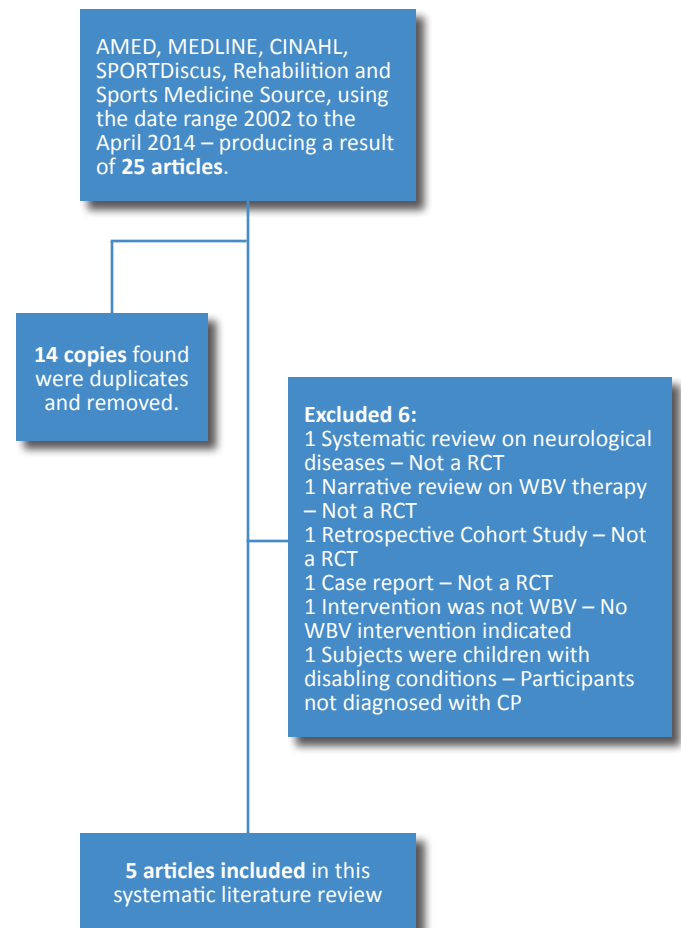 AMED, MEDLINE, CINAHL,
SPORTDiscus, Rehabilition and
Sports Medicine Source, using
the date range 2002 to the
April 2014 – producing a result
of 25 articles.
14 copies found
were duplicates
and removed.
Excluded 6:
1 Systematic review on neurological
diseases – Not a RCT
1 Narrative review on WBV therapy
– Not a RCT
1 Retrospective Cohort Study – Not
a RCT
1 Case report – Not a RCT
1 Intervention was not WBV – No
WBV intervention indicated
1 Subjects were children with
disabling conditions – Participants
not diagnosed with CP
5 articles included in this
systematic literature review